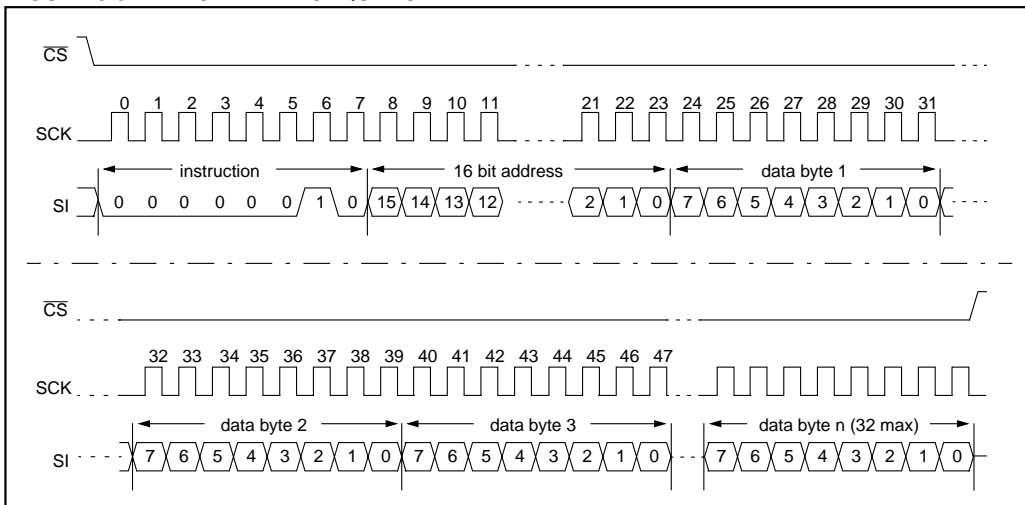 CS
0 1 2 3 4 5 6 7 8 9 10 11 21 22 23 24 25 26 27 28 29 30 31
SCK
instruction 16 bit address data byte 1
SI 0 0 0 0 0 0 1 0 15 14 13 12 2 1 0 7 6 5 4 3 2 1 0
CS
32 33 34 35 36 37 38 39 40 41 42 43 44 45 46 47
SCK
data byte 2 data byte 3 data byte n (32 max)
SI 7 6 5 4 3 2 1 0 7 6 5 4 3 2 1 0 7 6 5 4 3 2 1 0